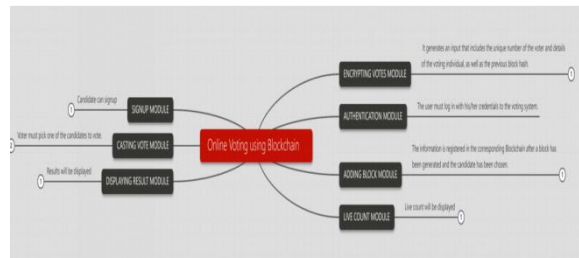 Candidate can signup
SIGNUP MODULE
Voter must pick one of the candidates to vote.
CASTING VOTE MODULE
Results will be displayed
DISPLAYING RESULT MODULE
Online Voting using Blockchain
It generates an input that includes the unique number of the voter and details
of the voting individual, as well as the previous block hash.
ENCRYPTING VOTES MODULE
1
The user must log in with his/her credentials to the voting system.
AUTHENTICATION MODULE
The information is registered in the corresponding Blockchain after a block has
been generated and the candidate has been chosen.
ADDING BLOCK MODULE
1
Live count will be displayed
LIVE COUNT MODULE